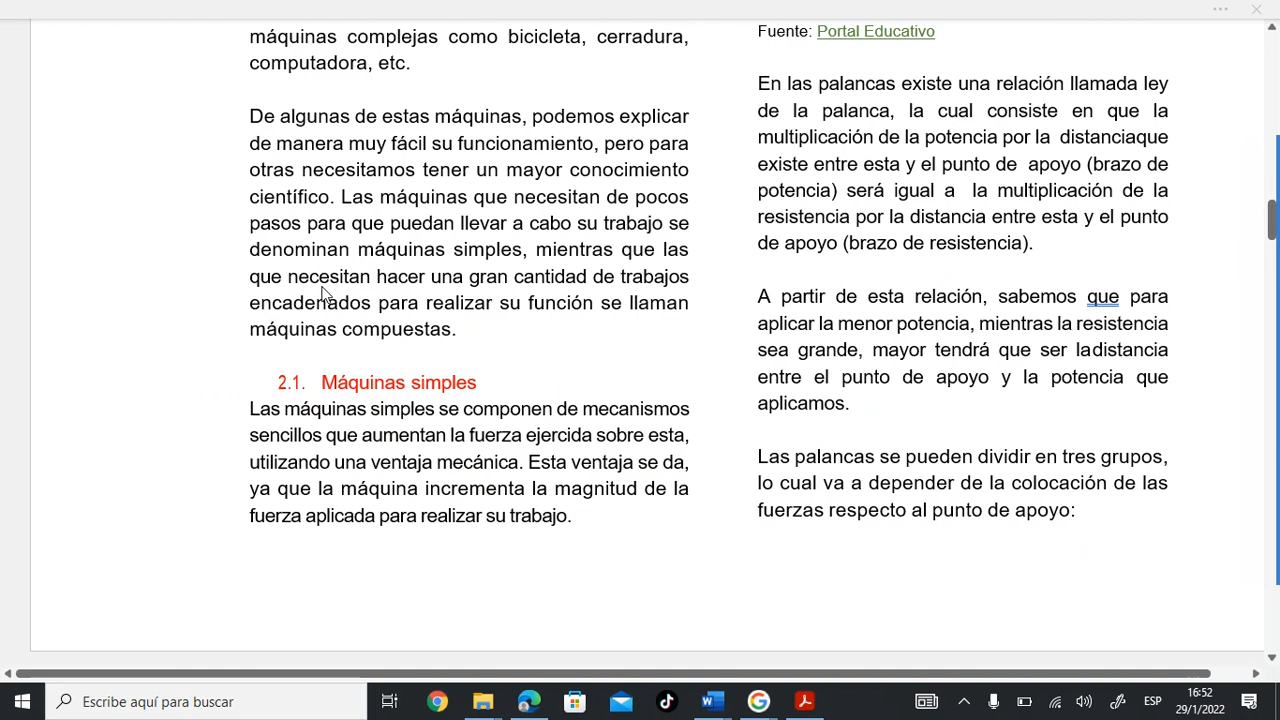 máquinas complejas como bicicleta, cerradura,
computadora, etc.
De algunas de estas máquinas, podemos explicar
de manera muy fácil su funcionamiento, pero para
otras necesitamos tener un mayor conocimiento
científico. Las máquinas que necesitan de pocos
pasos para que puedan llevar a cabo su trabajo se
denominan máquinas simples, mientras que las
que necesitan hacer una gran cantidad de trabajos
encadenados para realizar su función se llaman
máquinas compuestas.
2.1. Máquinas simples
Las máquinas simples se componen de mecanismos
sencillos que aumentan la fuerza ejercida sobre esta,
utilizando una ventaja mecánica. Esta ventaja se da,
ya que la máquina incrementa la magnitud de la
fuerza aplicada para realizar su trabajo.
Fuente: Portal Educativo
En las palancas existe una relación llamada ley
de la palanca, la cual consiste en que la
multiplicación de la potencia por la distanciaque
existe entre esta y el punto de apoyo (brazo de
potencia) será igual a la multiplicación de la
resistencia por la distancia entre esta y el punto
de apoyo (brazo de resistencia).
A partir de esta relación, sabemos que para
aplicar la menor potencia, mientras la resistencia
sea grande, mayor tendrá que ser ladistancia
entre el punto de apoyo y la potencia que
aplicamos.
Las palancas se pueden dividir en tres grupos,
lo cual va a depender de la colocación de las
fuerzas respecto al punto de apoyo:
Escribe aquí para buscar
ESP
16:52
29/1/2022